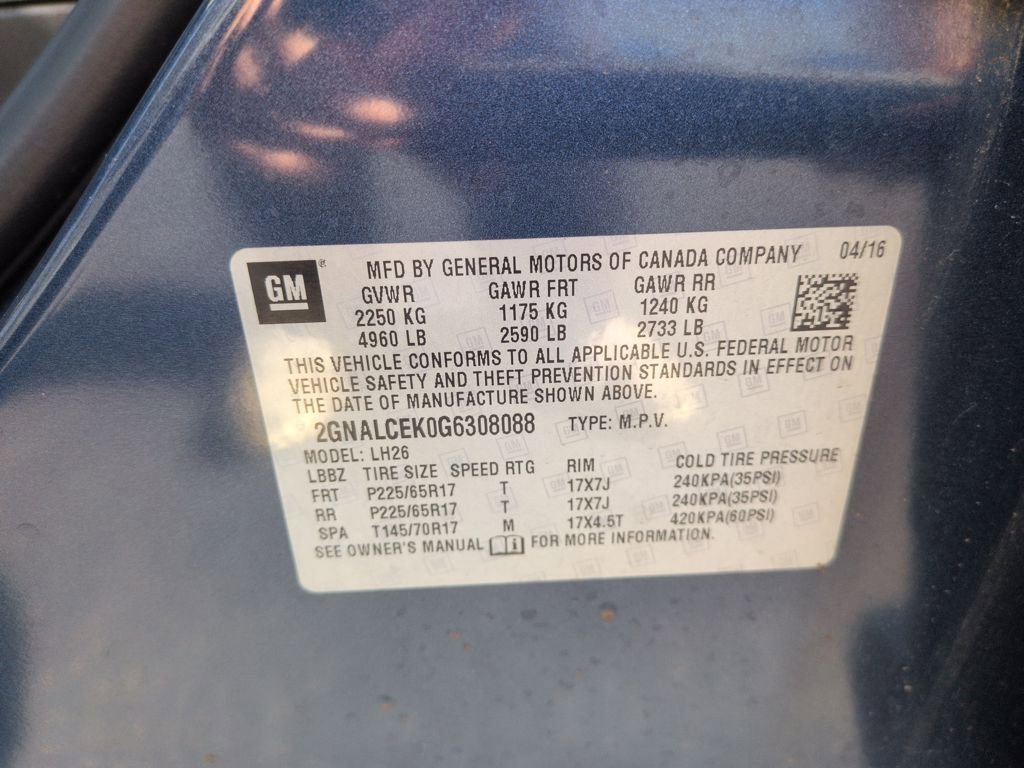 GM ® MFD BY GENERAL MOTORS OF CANADA COMPANY 04/16
GVWR GAWR FRT GAWR RR
2250 KG 1175 KG 1240 KG
4960 LB 2590 LB 2733 LB
THIS VEHICLE CONFORMS TO ALL APPLICABLE U.S. FEDERAL MOTOR
VEHICLE SAFETY AND THEFT PREVENTION STANDARDS IN EFFECT ON
THE DATE OF MANUFACTURE SHOWN ABOVE.
2GNALCEK0G6308088 TYPE: M.P.V.
MODEL: LH26
LBBZ TIRE SIZE SPEED RTG RIM COLD TIRE PRESSURE
FRT P225/65R17 T 17X7J 240KPA(35PSI)
RR P225/65R17 T 17X7J 240KPA(35PSI)
SPA T145/70R17 M 17X4.5T 420KPA(60PSI)
SEE OWNER'S MANUAL FOR MORE INFORMATION.